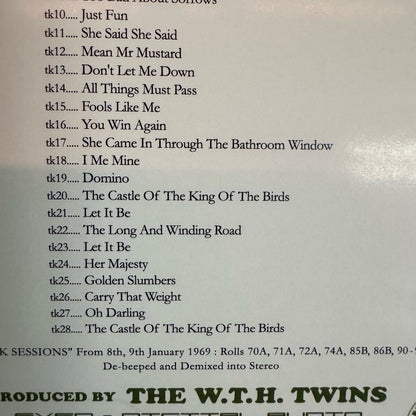 About Sorrows
tk10..... Just Fun
tk11..... She Said She Said
tk12..... Mean Mr Mustard
tk13..... Don't Let Me Down
tk14..... All Things Must Pass
tk15..... Fools Like Me
tk16..... You Win Again
tk17..... She Came In Through The Bathroom Window
tk18..... I Me Mine
tk19..... Domino
tk20..... The Castle Of The King Of The Birds
tk21..... Let It Be
tk22..... The Long And Winding Road
tk23..... Let It Be
tk24..... Her Majesty
tk25..... Golden Slumbers
tk26..... Carry That Weight
tk27..... Oh Darling
tk28..... The Castle Of The King Of The Birds
K SESSIONS" From 8th, 9th January 1969 : Rolls 70A, 71A, 72A, 74A, 85B, 86B, 90-
De-beeped and Demixed into Stereo
RODUCED BY THE W.T.H. TWINS